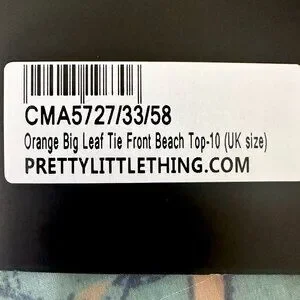 CMA5727/33/58
Orange Big Leaf Tie Front Beach Top-10 (UK size)
PRETTYLITTLETHING.COM